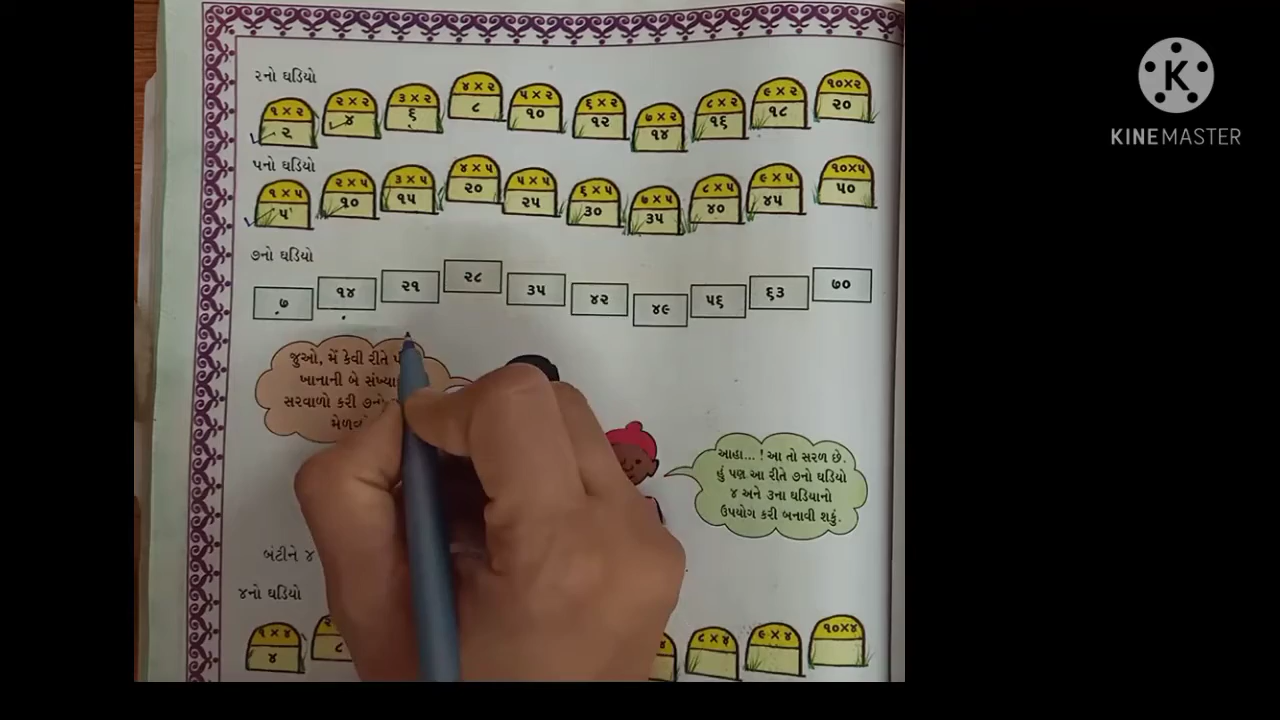 ૨નો ઘડિયો
૧ × ૨ ૨ × ૨ ૩ × ૨ ૪ × ૨ ૫ × ૨ ૬ × ૨ ૭ × ૨ ૮ × ૨ ૯ × ૨ ૧૦×૨
૨ ૪ ૬ ૮ ૧૦ ૧૨ ૧૪ ૧૬ ૧૮ ૨૦
૫નો ઘડિયો
૧ × ૫ ૨ × ૫ ૩ × ૫ ૪ × ૫ ૫ × ૫ ૬ × ૫ ૭ × ૫ ૮ × ૫ ૯ × ૫ ૧૦×૫
૫ ૧૦ ૧૫ ૨૦ ૨૫ ૩૦ ૩૫ ૪૦ ૪૫ ૫૦
૭નો ઘડિયો
૭ ૧૪ ૨૧ ૨૮ ૩૫ ૪૨ ૪૯ ૫૬ ૬૩ ૭૦
જુઓ, મેં કેવી રીતે
ખાનાની બે
સરવાળો કરી ૭નો
આહા... ! આ તો સરળ છે.
હું પણ આ રીતે ૭નો ઘડિયો
૪ અને ૩ના ઘડિયાનો
ઉપયોગ કરી બનાવી શકું.
બંટીને ૪
૪નો ઘડિયો
૧ × ૪ ૮ × ૪ ૯ × ૪ ૧૦×૪
૪ ૮
KINEMASTER